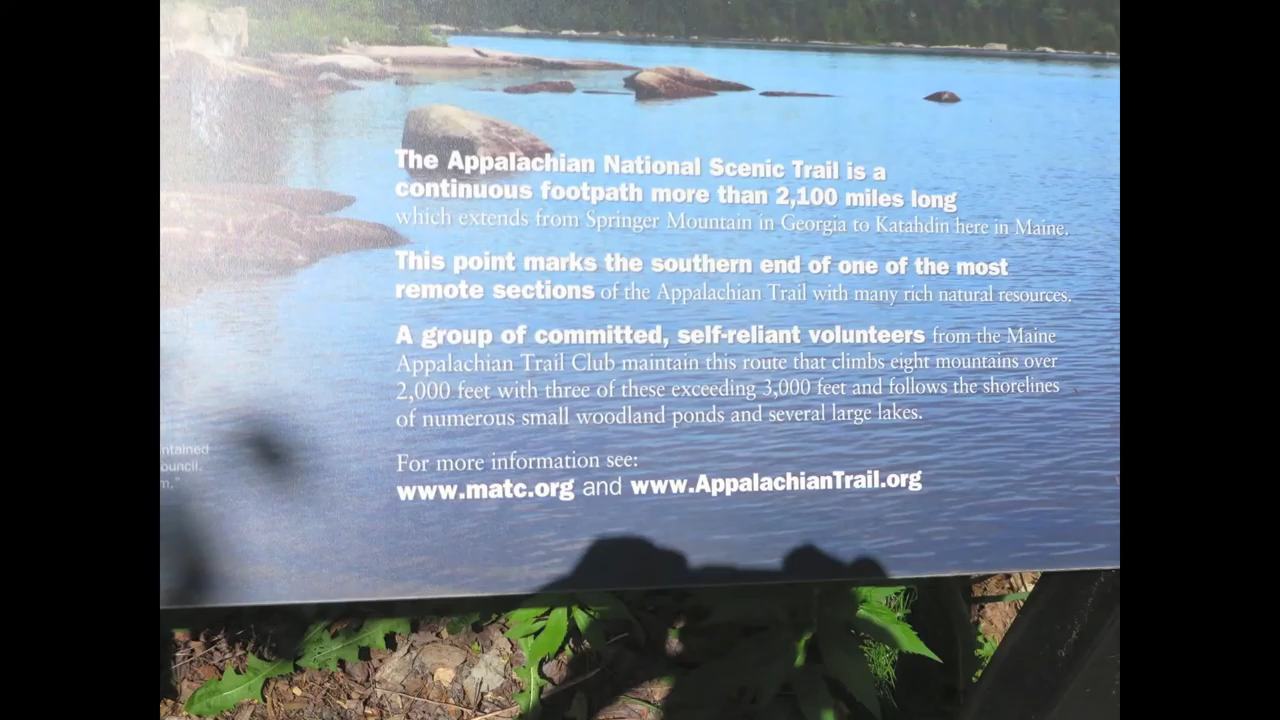 The Appalachian National Scenic Trail is a
continuous footpath more than 2,100 miles long
which extends from Springer Mountain in Georgia to Katahdin here in Maine.
This point marks the southern end of one of the most
remote sections of the Appalachian Trail with many rich natural resources.
A group of committed, self-reliant volunteers from the Maine
Appalachian Trail Club maintain this route that climbs eight mountains over
2,000 feet with three of these exceeding 3,000 feet and follows the shorelines
of numerous small woodland ponds and several large lakes.
For more information see:
www.matc.org and www.AppalachianTrail.org
ntained
ouncil.
m."